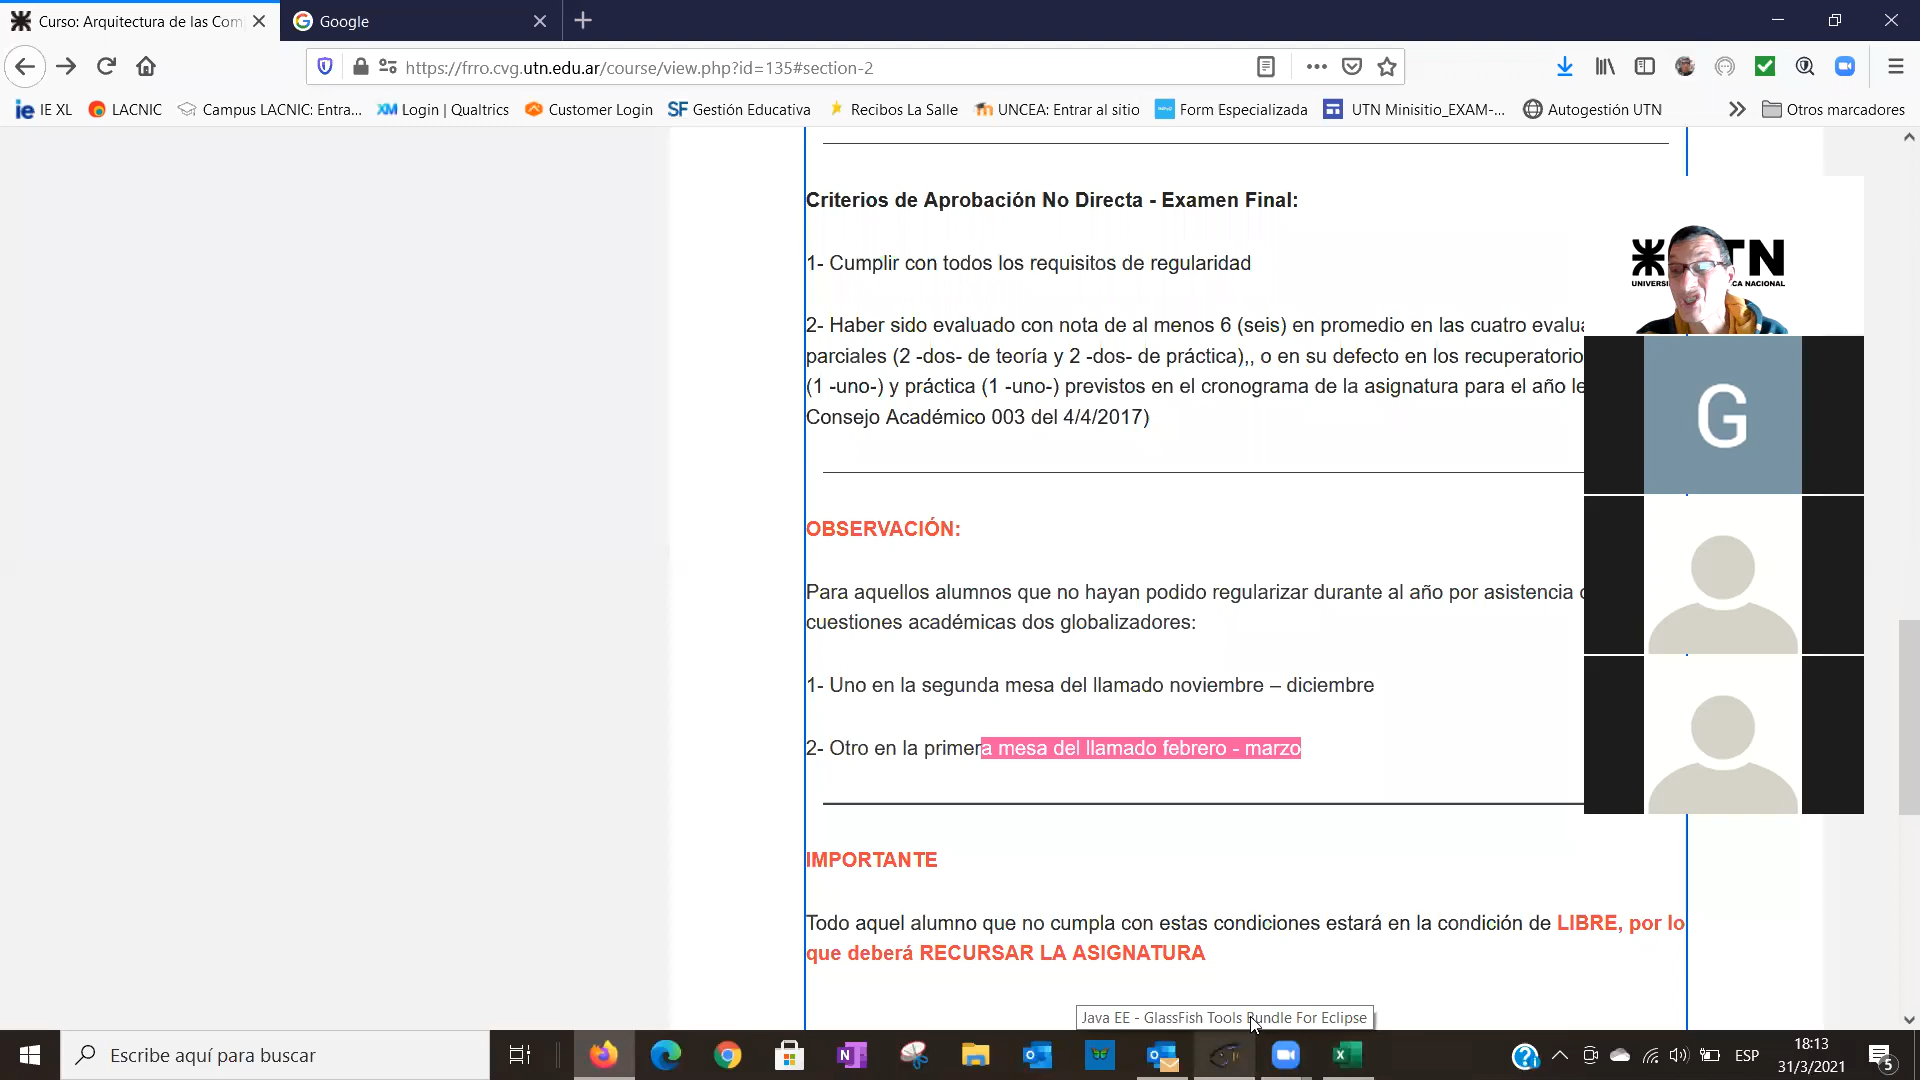 Curso: Arquitectura de las Com
Google
https://frro.cvg.utn.edu.ar/course/view.php?id=135#section-2
IE XL
LACNIC
Campus LACNIC: Entra...
XM Login | Qualtrics
Customer Login
SF Gestión Educativa
Recibos La Salle
UNCEA: Entrar al sitio
Form Especializada
UTN Minisitio_EXAM-...
Autogestión UTN
Otros marcadores
Criterios de Aprobación No Directa - Examen Final:
1- Cumplir con todos los requisitos de regularidad
2- Haber sido evaluado con nota de al menos 6 (seis) en promedio en las cuatro evalua
parciales (2 -dos- de teoría y 2 -dos- de práctica),, o en su defecto en los recuperatorio
(1 -uno-) y práctica (1 -uno-) previstos en el cronograma de la asignatura para el año le
Consejo Académico 003 del 4/4/2017)
OBSERVACIÓN:
Para aquellos alumnos que no hayan podido regularizar durante al año por asistencia
cuestiones académicas dos globalizadores:
1- Uno en la segunda mesa del llamado noviembre – diciembre
2- Otro en la primera mesa del llamado febrero - marzo
IMPORTANTE
Todo aquel alumno que no cumpla con estas condiciones estará en la condición de LIBRE, por lo
que deberá RECURSAR LA ASIGNATURA
TN
UNIVERSI CA NACIONAL
G
Java EE - GlassFish Tools Bundle For Eclipse
Escribe aquí para buscar
ESP
18:13
31/3/2021
5